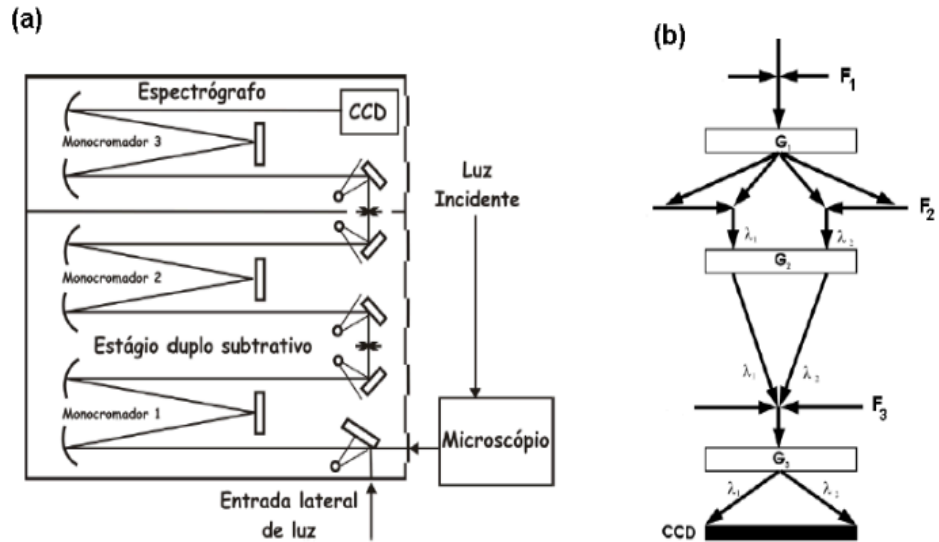 (a)
Espectrógrafo
CCD
Monocromador 3
Luz
Incidente
Monocromador 2
Estágio duplo subtrativo
Monocromador 1
Microscópio
Entrada lateral
de luz
(b)
F₁
G₁
F₂
λ₁ λ₂
G₂
λ₁ λ₂
F₃
G₃
λ₁ λ₂
CCD